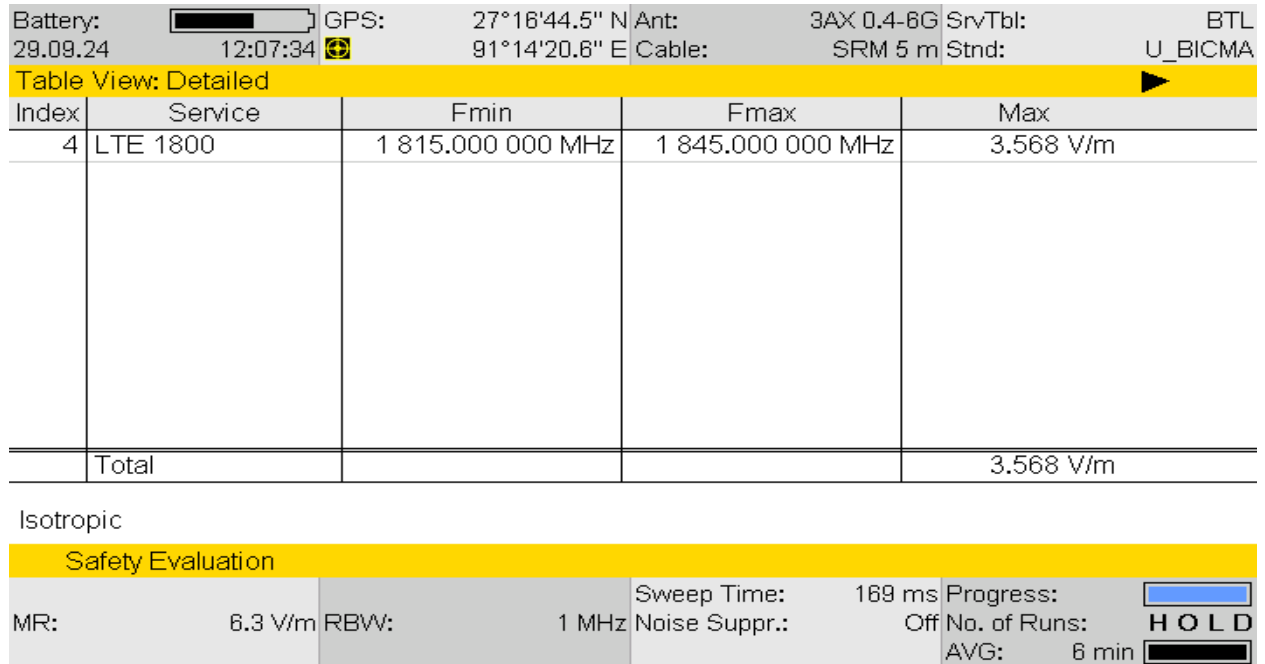 Battery: GPS: 27°16'44.5" N Ant: 3AX 0.4-6G SrvTbl: BTL
29.09.24 12:07:34 91°14'20.6" E Cable: SRM 5 m Stnd: U_BICMA
Table View: Detailed
Index Service Fmin Fmax Max
4 LTE 1800 1 815.000 000 MHz 1 845.000 000 MHz 3.568 V/m
Total 3.568 V/m
Isotropic
Safety Evaluation
Sweep Time: 169 ms Progress:
MR: 6.3 V/m RBW: 1 MHz Noise Suppr.: Off No. of Runs: HOLD
AVG: 6 min